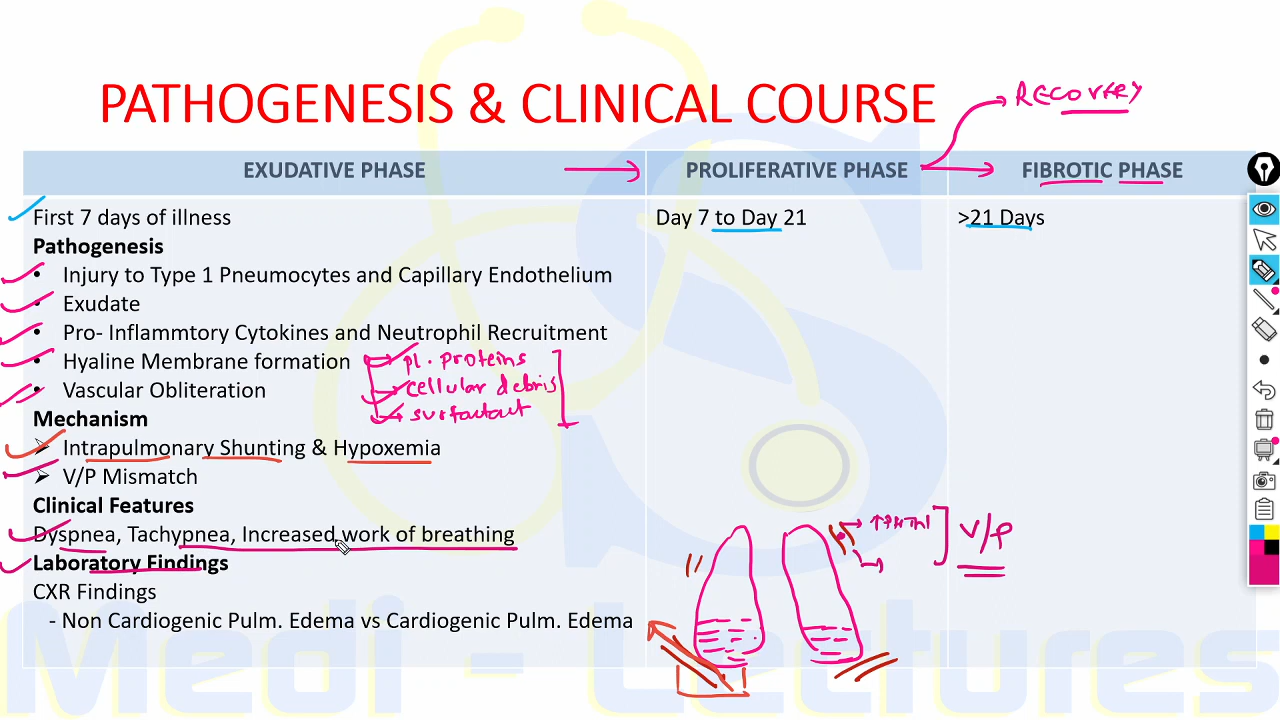 PATHOGENESIS & CLINICAL COURSE
RECOVERY
EXUDATIVE PHASE
PROLIFERATIVE PHASE
FIBROTIC PHASE
First 7 days of illness
Day 7 to Day 21
>21 Days
Pathogenesis
• Injury to Type 1 Pneumocytes and Capillary Endothelium
• Exudate
• Pro- Inflammtory Cytokines and Neutrophil Recruitment
• Hyaline Membrane formation
pl. proteins
• Vascular Obliteration
cellular debris
surfactant
Mechanism
Intrapulmonary Shunting & Hypoxemia
V/P Mismatch
Clinical Features
Dyspnea, Tachypnea, Increased work of breathing
V/P
Laboratory Findings
CXR Findings
- Non Cardiogenic Pulm. Edema vs Cardiogenic Pulm. Edema
Medi - Lectures